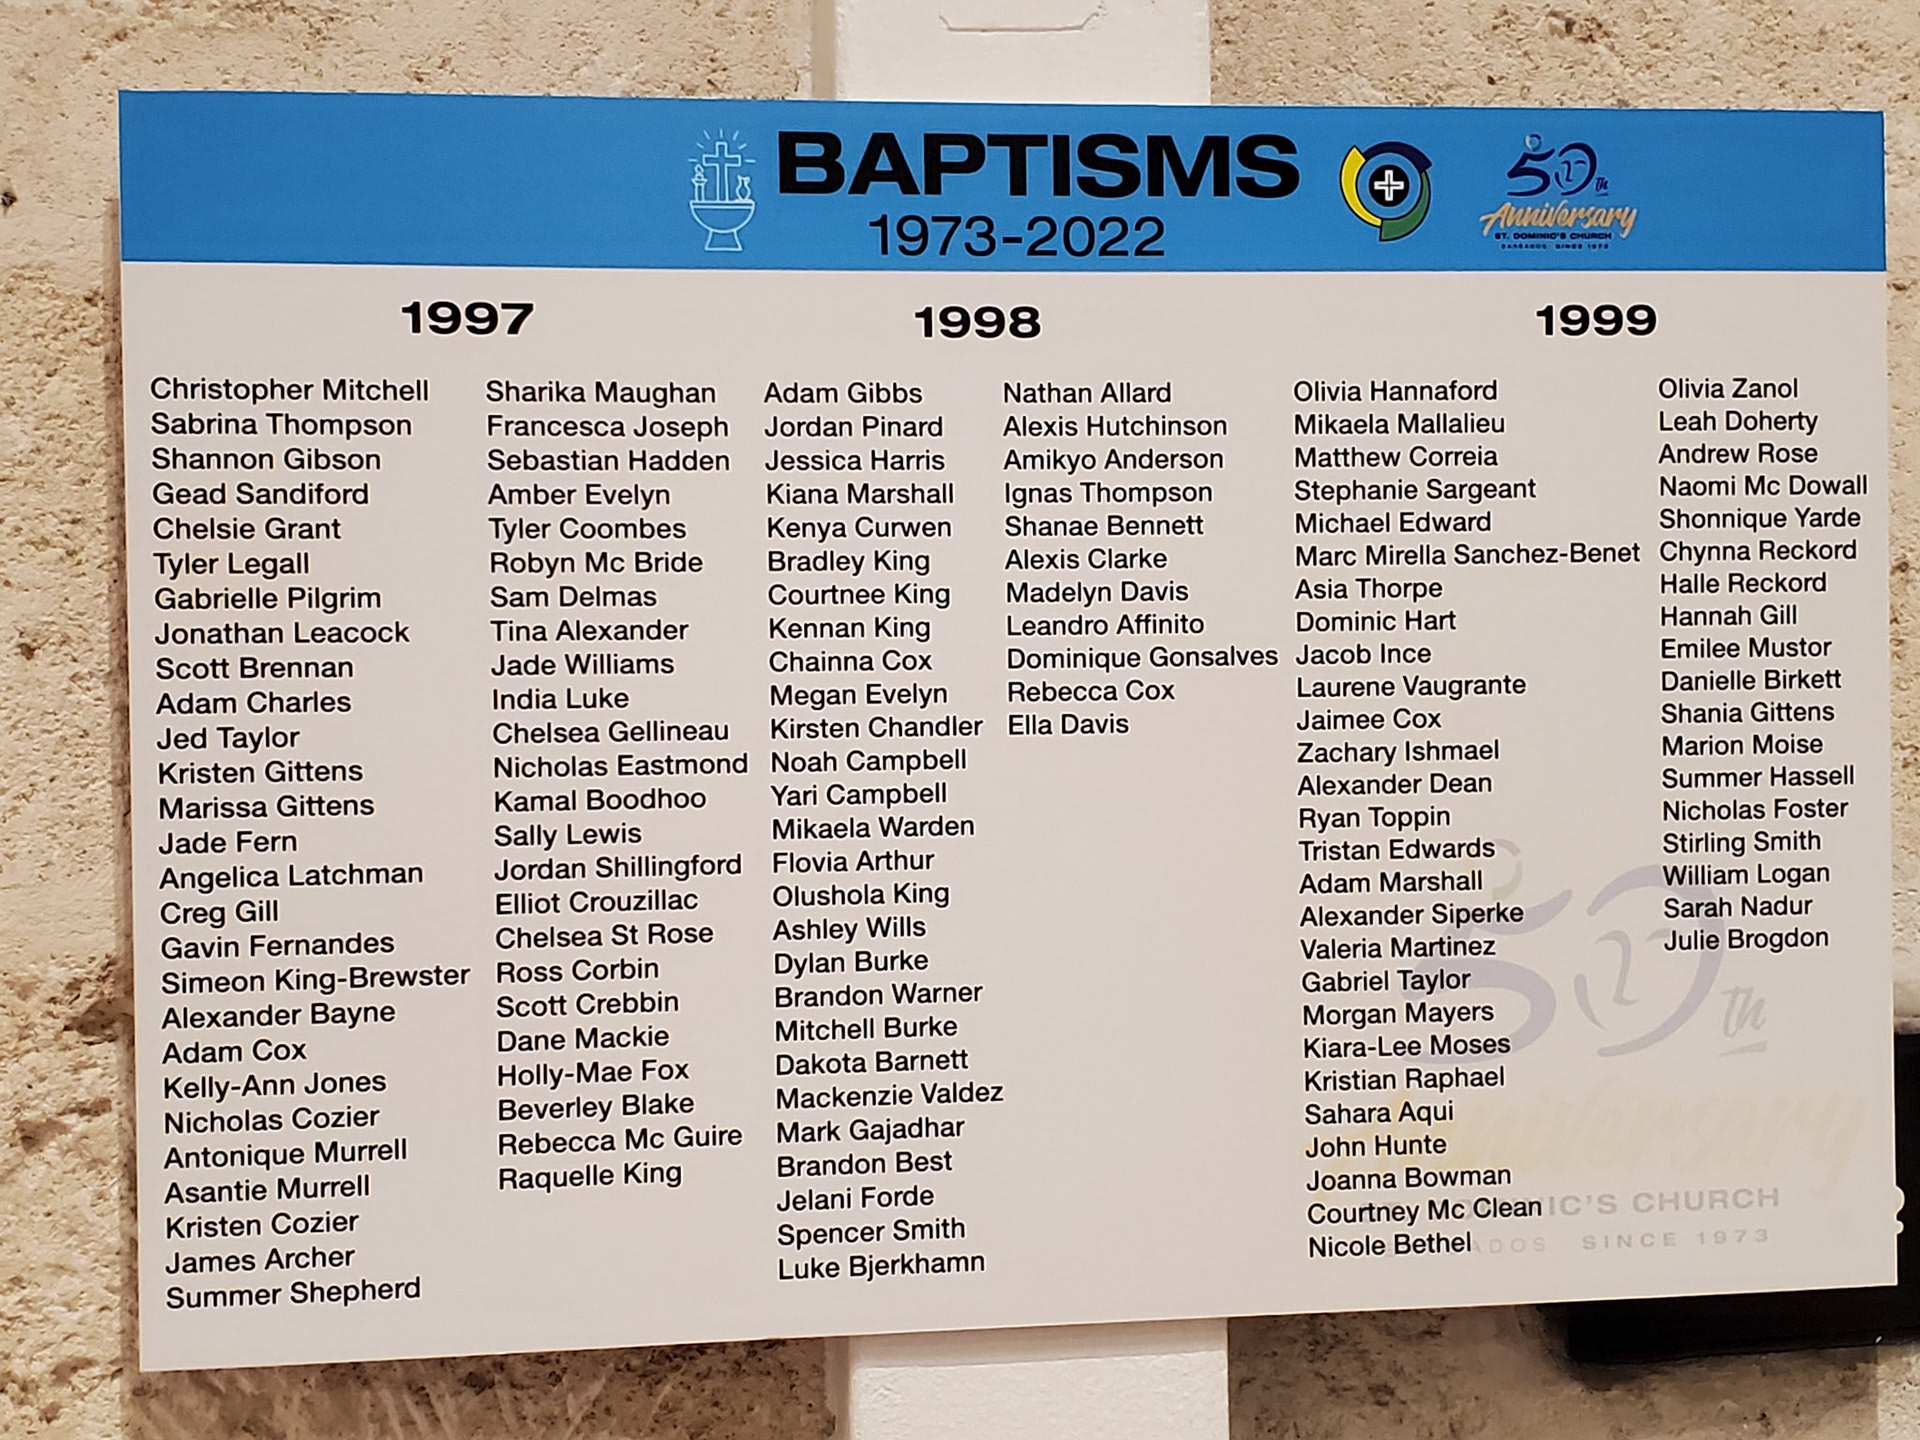 BAPTISMS
1973-2022
50th
Anniversary
ST. DOMINIC'S CHURCH
BARBADOS SINCE 1973
1997
Christopher Mitchell
Sabrina Thompson
Shannon Gibson
Gead Sandiford
Chelsie Grant
Tyler Legall
Gabrielle Pilgrim
Jonathan Leacock
Scott Brennan
Adam Charles
Jed Taylor
Kristen Gittens
Marissa Gittens
Jade Fern
Angelica Latchman
Creg Gill
Gavin Fernandes
Simeon King-Brewster
Alexander Bayne
Adam Cox
Kelly-Ann Jones
Nicholas Cozier
Antonique Murrell
Asantie Murrell
Kristen Cozier
James Archer
Summer Shepherd
Sharika Maughan
Francesca Joseph
Sebastian Hadden
Amber Evelyn
Tyler Coombes
Robyn Mc Bride
Sam Delmas
Tina Alexander
Jade Williams
India Luke
Chelsea Gellineau
Nicholas Eastmond
Kamal Boodhoo
Sally Lewis
Jordan Shillingford
Elliot Crouzillac
Chelsea St Rose
Ross Corbin
Scott Crebbin
Dane Mackie
Holly-Mae Fox
Beverley Blake
Rebecca Mc Guire
Raquelle King
1998
Adam Gibbs
Jordan Pinard
Jessica Harris
Kiana Marshall
Kenya Curwen
Bradley King
Courtnee King
Kennan King
Chainna Cox
Megan Evelyn
Kirsten Chandler
Noah Campbell
Yari Campbell
Mikaela Warden
Flovia Arthur
Olushola King
Ashley Wills
Dylan Burke
Brandon Warner
Mitchell Burke
Dakota Barnett
Mackenzie Valdez
Mark Gajadhar
Brandon Best
Jelani Forde
Spencer Smith
Luke Bjerkhamn
Nathan Allard
Alexis Hutchinson
Amikyo Anderson
Ignas Thompson
Shanae Bennett
Alexis Clarke
Madelyn Davis
Leandro Affinito
Dominique Gonsalves
Rebecca Cox
Ella Davis
1999
Olivia Hannaford
Mikaela Mallalieu
Matthew Correia
Stephanie Sargeant
Michael Edward
Marc Mirella Sanchez-Benet
Asia Thorpe
Dominic Hart
Jacob Ince
Laurene Vaugrante
Jaimee Cox
Zachary Ishmael
Alexander Dean
Ryan Toppin
Tristan Edwards
Adam Marshall
Alexander Siperke
Valeria Martinez
Gabriel Taylor
Morgan Mayers
Kiara-Lee Moses
Kristian Raphael
Sahara Aqui
John Hunte
Joanna Bowman
Courtney Mc Clean
Nicole Bethel
Olivia Zanol
Leah Doherty
Andrew Rose
Naomi Mc Dowall
Shonnique Yarde
Chynna Reckord
Halle Reckord
Hannah Gill
Emilee Mustor
Danielle Birkett
Shania Gittens
Marion Moise
Summer Hassell
Nicholas Foster
Stirling Smith
William Logan
Sarah Nadur
Julie Brogdon
50th
Anniversary
CHURCH
SINCE 1973